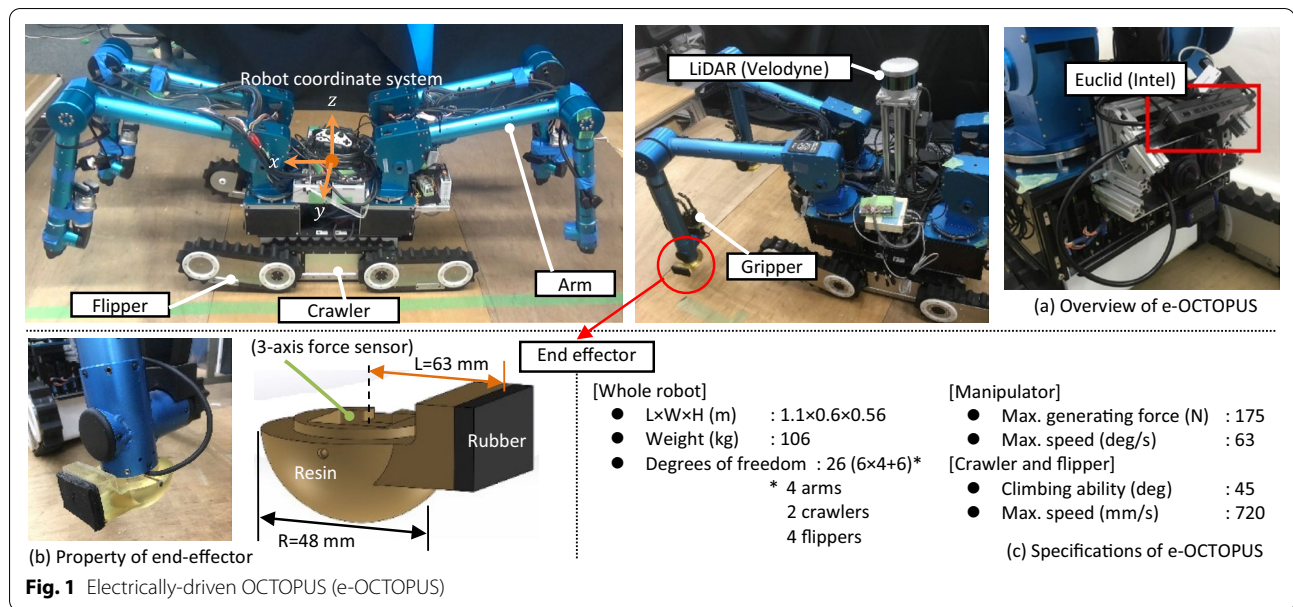 Robot coordinate system
z
x
y
Flipper
Crawler
Arm
LiDAR (Velodyne)
Gripper
Euclid (Intel)
(a) Overview of e-OCTOPUS
End effector
(3-axis force sensor)
L=63 mm
Rubber
Resin
R=48 mm
(b) Property of end-effector
[Whole robot]
● L×W×H (m) : 1.1×0.6×0.56
● Weight (kg) : 106
● Degrees of freedom : 26 (6×4+6)*
* 4 arms
2 crawlers
4 flippers
[Manipulator]
● Max. generating force (N) : 175
● Max. speed (deg/s) : 63
[Crawler and flipper]
● Climbing ability (deg) : 45
● Max. speed (mm/s) : 720
(c) Specifications of e-OCTOPUS
Fig. 1 Electrically-driven OCTOPUS (e-OCTOPUS)